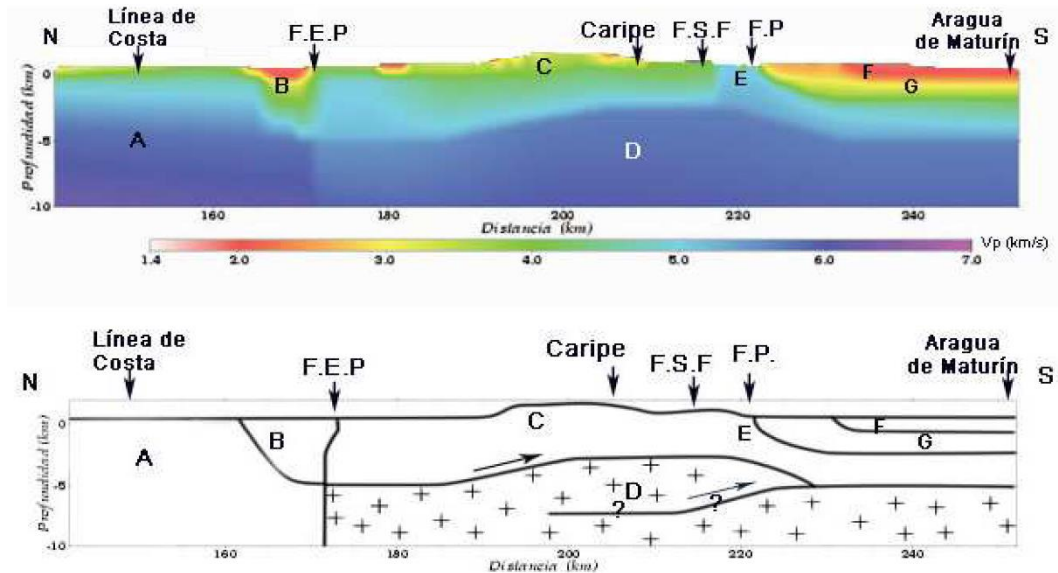 N
Línea de
Costa
F.E.P
Caripe
F.S.F
F.P
Aragua
de Maturín
S
0
-5
-10
Profundidad (km)
A
B
C
D
E
F
G
160
180
200
220
240
Distancia (km)
1.4
2.0
3.0
4.0
5.0
6.0
7.0
Vp (km/s)
N
Línea de
Costa
F.E.P
Caripe
F.S.F
F.P.
Aragua
de Maturín
S
0
-5
-10
Profundidad (km)
A
B
C
D
E
F
G
?
?
160
180
200
220
240
Distancia (km)